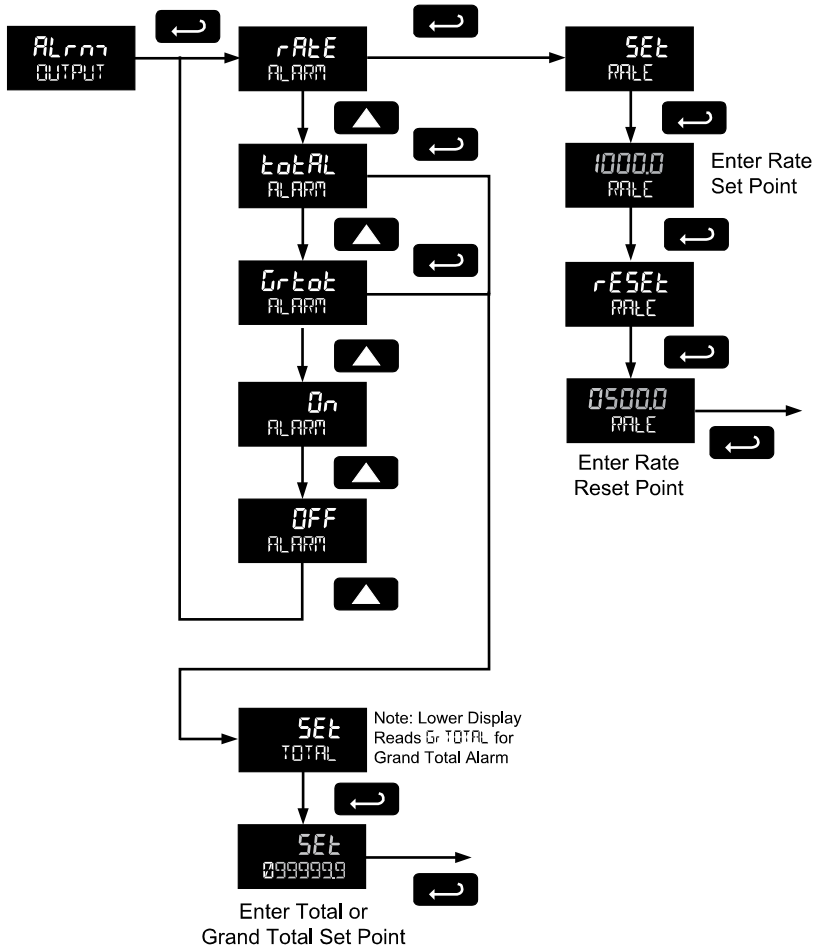 ALrm
OUTPUT
rAtE
ALARM
SEt
RATE
totAL
ALARM
1000.0
RATE
Enter Rate
Set Point
Grtot
ALARM
rESEt
RATE
On
ALARM
0500.0
RATE
Enter Rate
Reset Point
OFF
ALARM
SEt
TOTAL
Note: Lower Display
Reads Gr TOTAL for
Grand Total Alarm
SEt
099999.9
Enter Total or
Grand Total Set Point